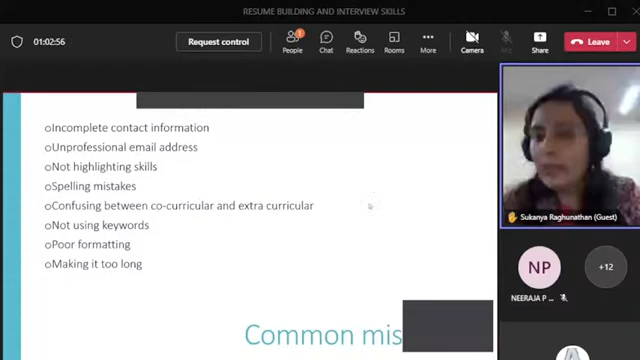 RESUME BUILDING AND INTERVIEW SKILLS
01:02:56
Request control
1
People
Chat
Reactions
Rooms
More
Camera
Mic
Share
Leave
oIncomplete contact information
oUnprofessional email address
oNot highlighting skills
oSpelling mistakes
oConfusing between co-curricular and extra curricular
oNot using keywords
oPoor formatting
oMaking it too long
Common mis
Sukanya Raghunathan (Guest)
NP
+12
NEERAJA P ...